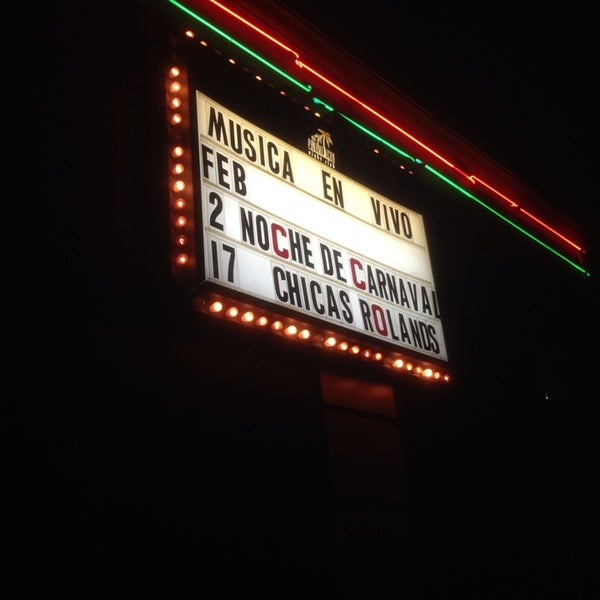 MUSICA EN VIVO
FEB
2 NOCHE DE CARNAVAL
17 CHICAS ROLANDS